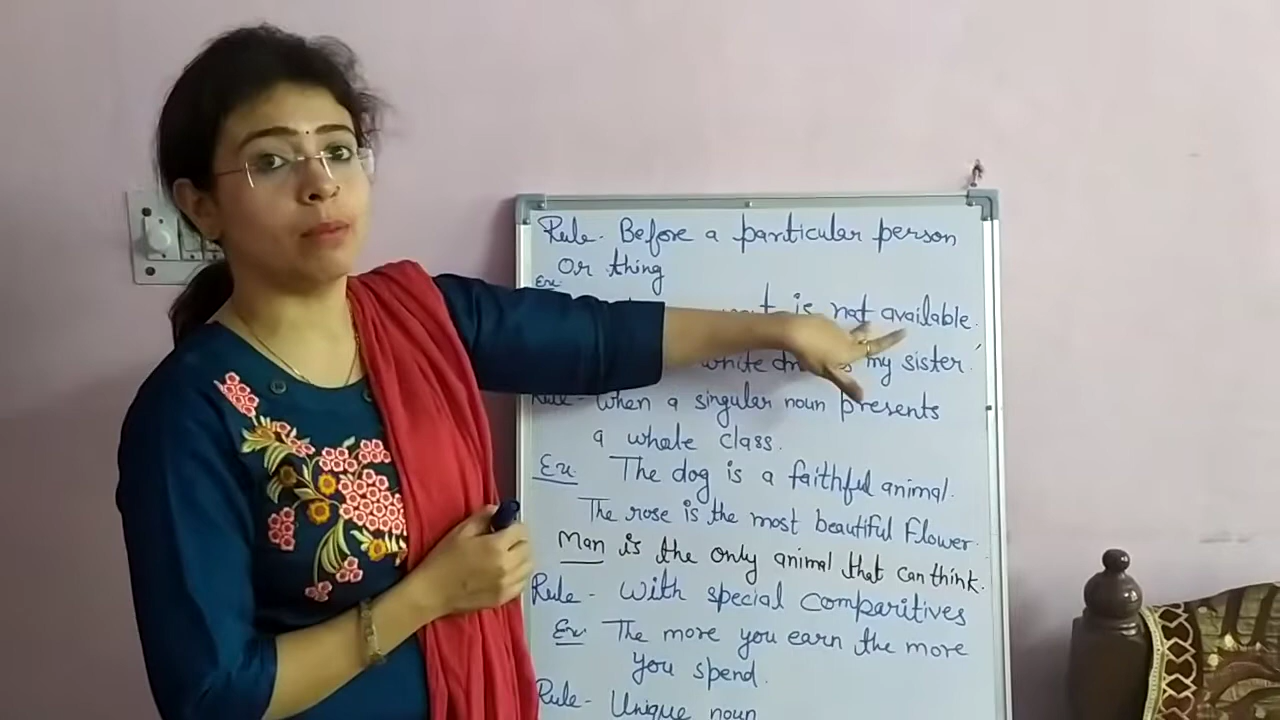 Rule- Before a particular person
Or thing
Ex:
is not available.
white my sister
Rule- When a singular noun presents
a whole class.
Ex. The dog is a faithful animal.
The rose is the most beautiful Flower.
Man is the only animal that can think.
Rule- With special Comparitives
Ex: The more you earn the more
you spend.
Rule- Unique noun